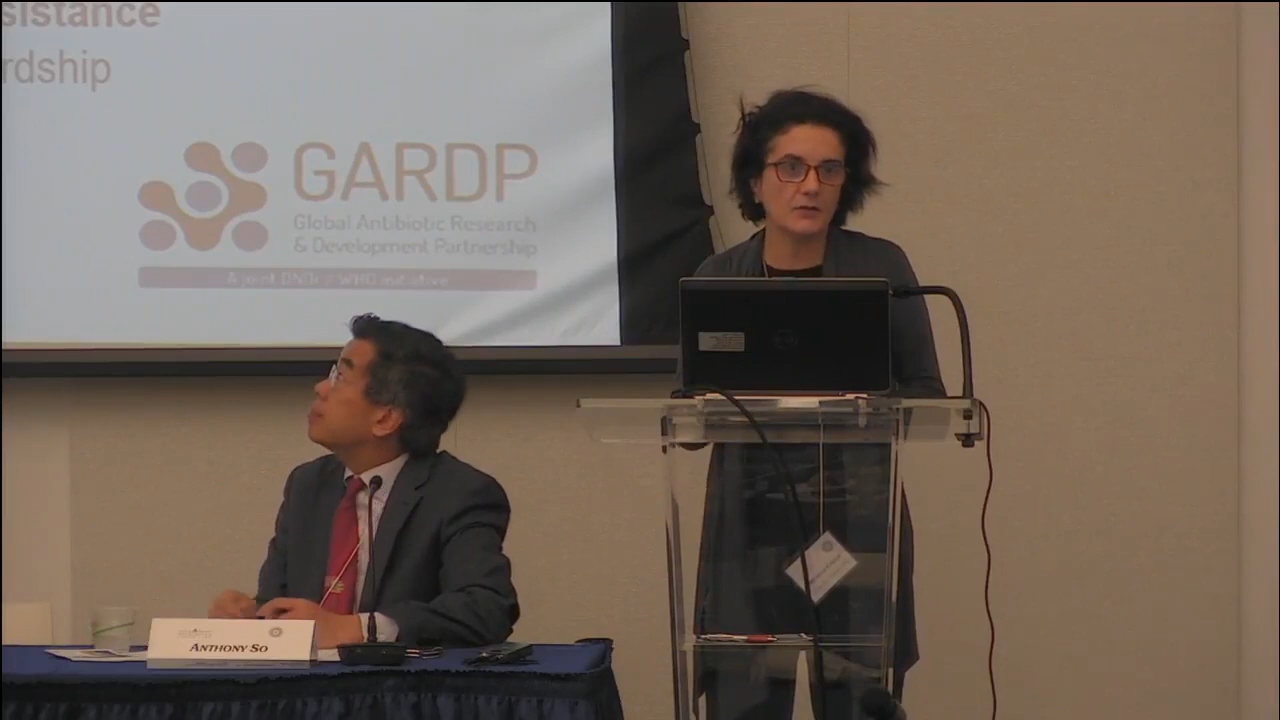 sistance
rdship
GARDP
Global Antibiotic Research
& Development Partnership
A joint DNDi / WHO initiative
ANTHONY SO